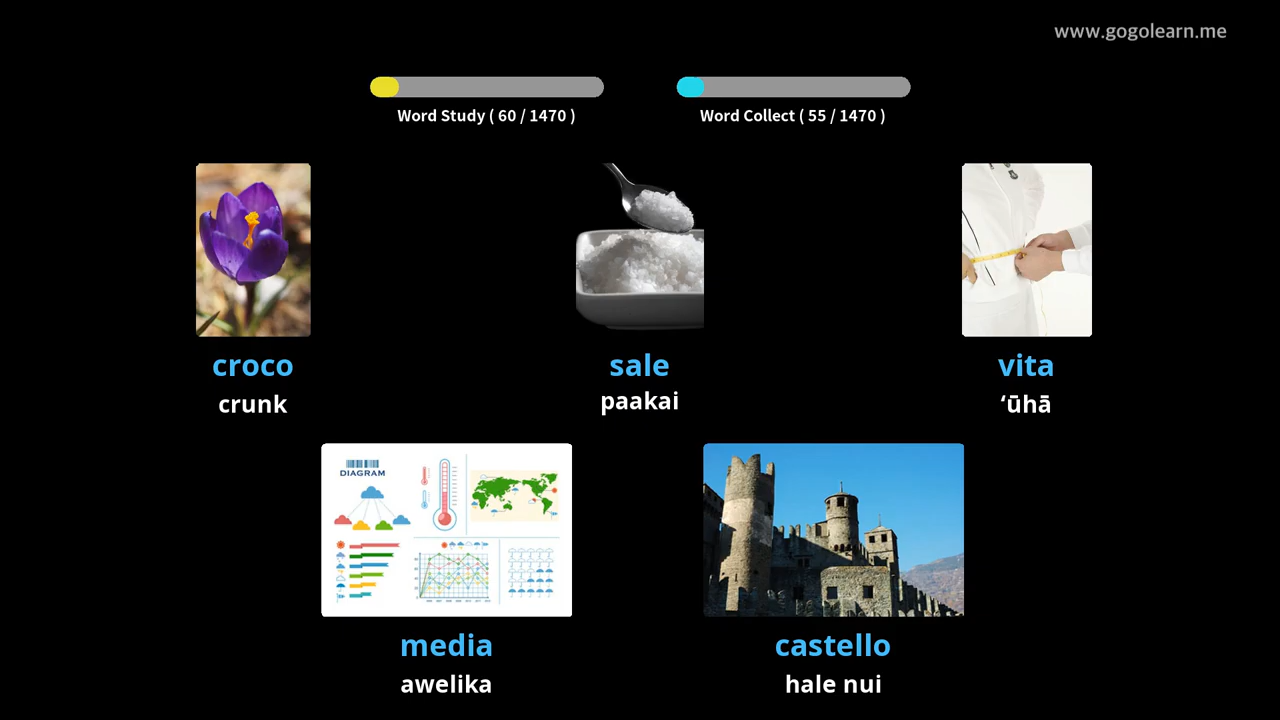 www.gogolearn.me
Word Study ( 60 / 1470 )
Word Collect ( 55 / 1470 )
croco
crunk
sale
paakai
vita
ʻūhā
DIAGRAM
media
awelika
castello
hale nui